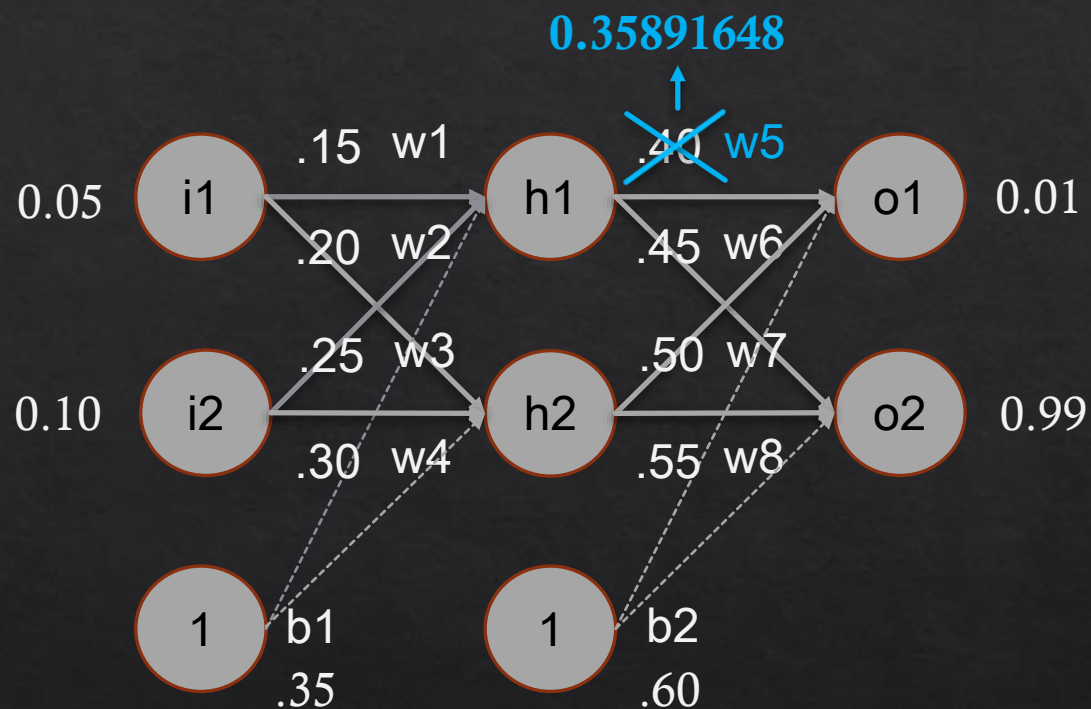 0.35891648
.15 w1 .40 w5
0.05 i1 h1 o1 0.01
.20 w2 .45 w6
.25 w3 .50 w7
0.10 i2 h2 o2 0.99
.30 w4 .55 w8
1 b1 1 b2
.35 .60